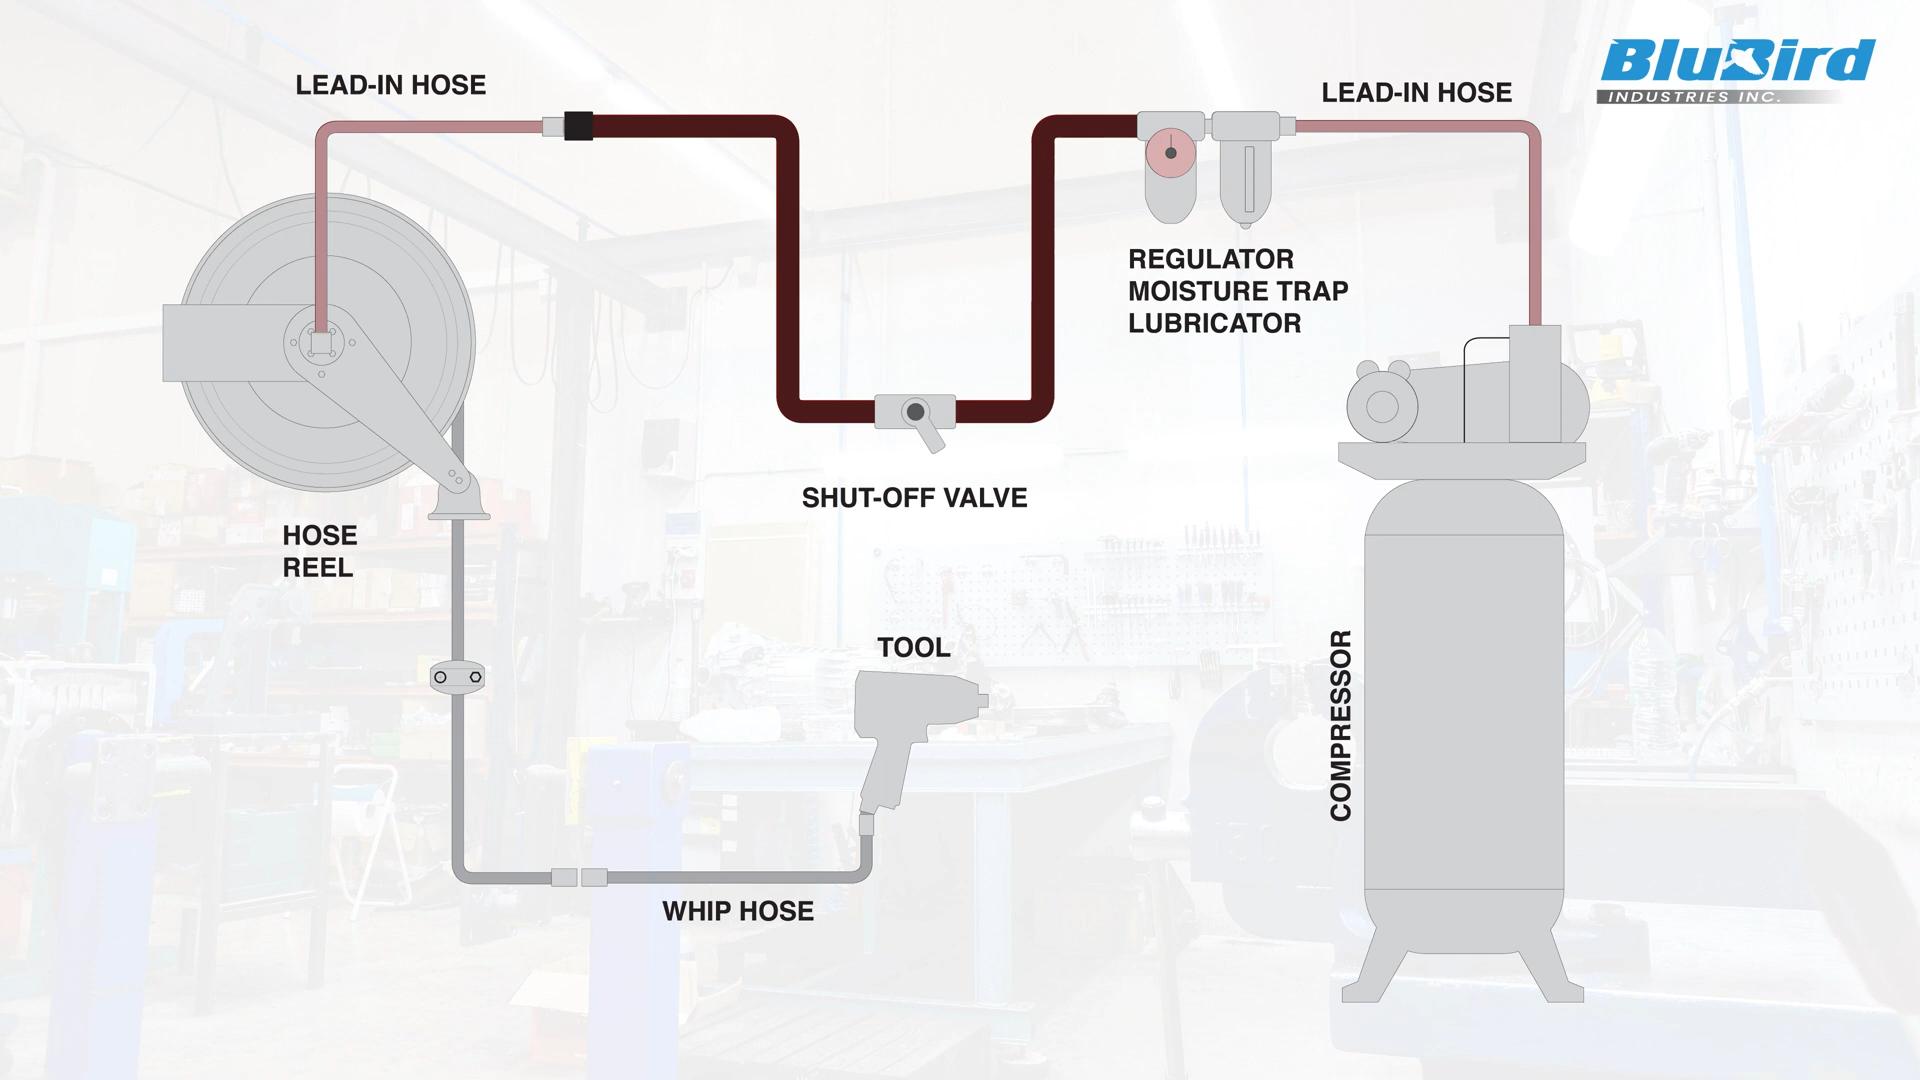 LEAD-IN HOSE
LEAD-IN HOSE
BluBird
INDUSTRIES INC.
REGULATOR
MOISTURE TRAP
LUBRICATOR
SHUT-OFF VALVE
HOSE
REEL
TOOL
COMPRESSOR
WHIP HOSE